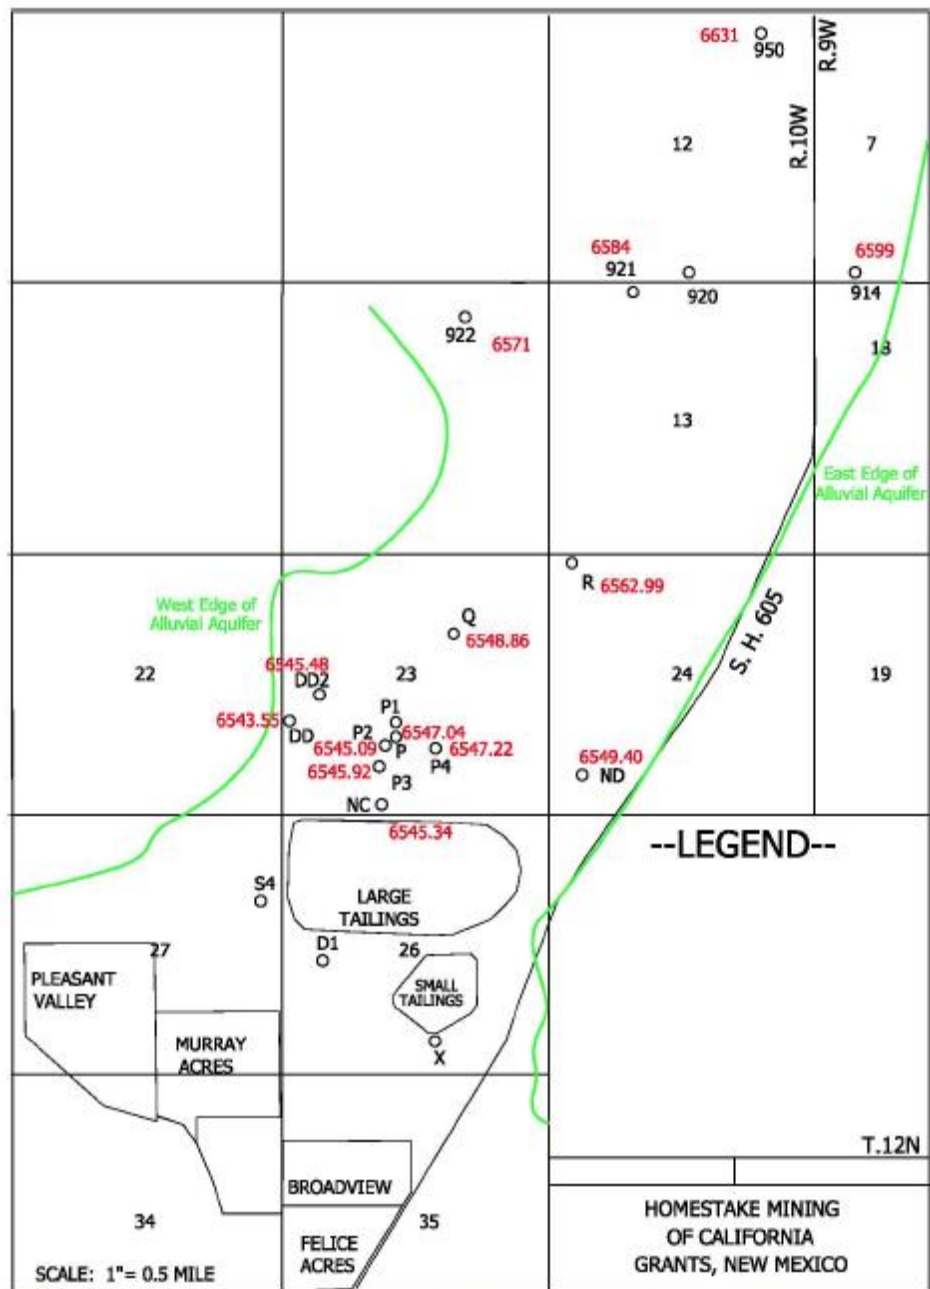 6631
950
R.9W
R.10W
12
7
6584
921
920
6599
914
922
6571
18
13
East Edge of
Alluvial Aquifer
West Edge of
Alluvial Aquifer
R
6562.99
S. H. 605
Q
6548.86
22
6545.48
DD2
23
24
19
6543.55
DD
P1
P2
6547.04
6545.09
P
6547.22
P4
6545.92
P3
6549.40
ND
NC
6545.34
--LEGEND--
S4
LARGE
TAILINGS
D1
26
27
PLEASANT
VALLEY
SMALL
TAILINGS
MURRAY
ACRES
X
T.12N
BROADVIEW
34
35
FELICE
ACRES
HOMESTAKE MINING
OF CALIFORNIA
GRANTS, NEW MEXICO
SCALE: 1"= 0.5 MILE